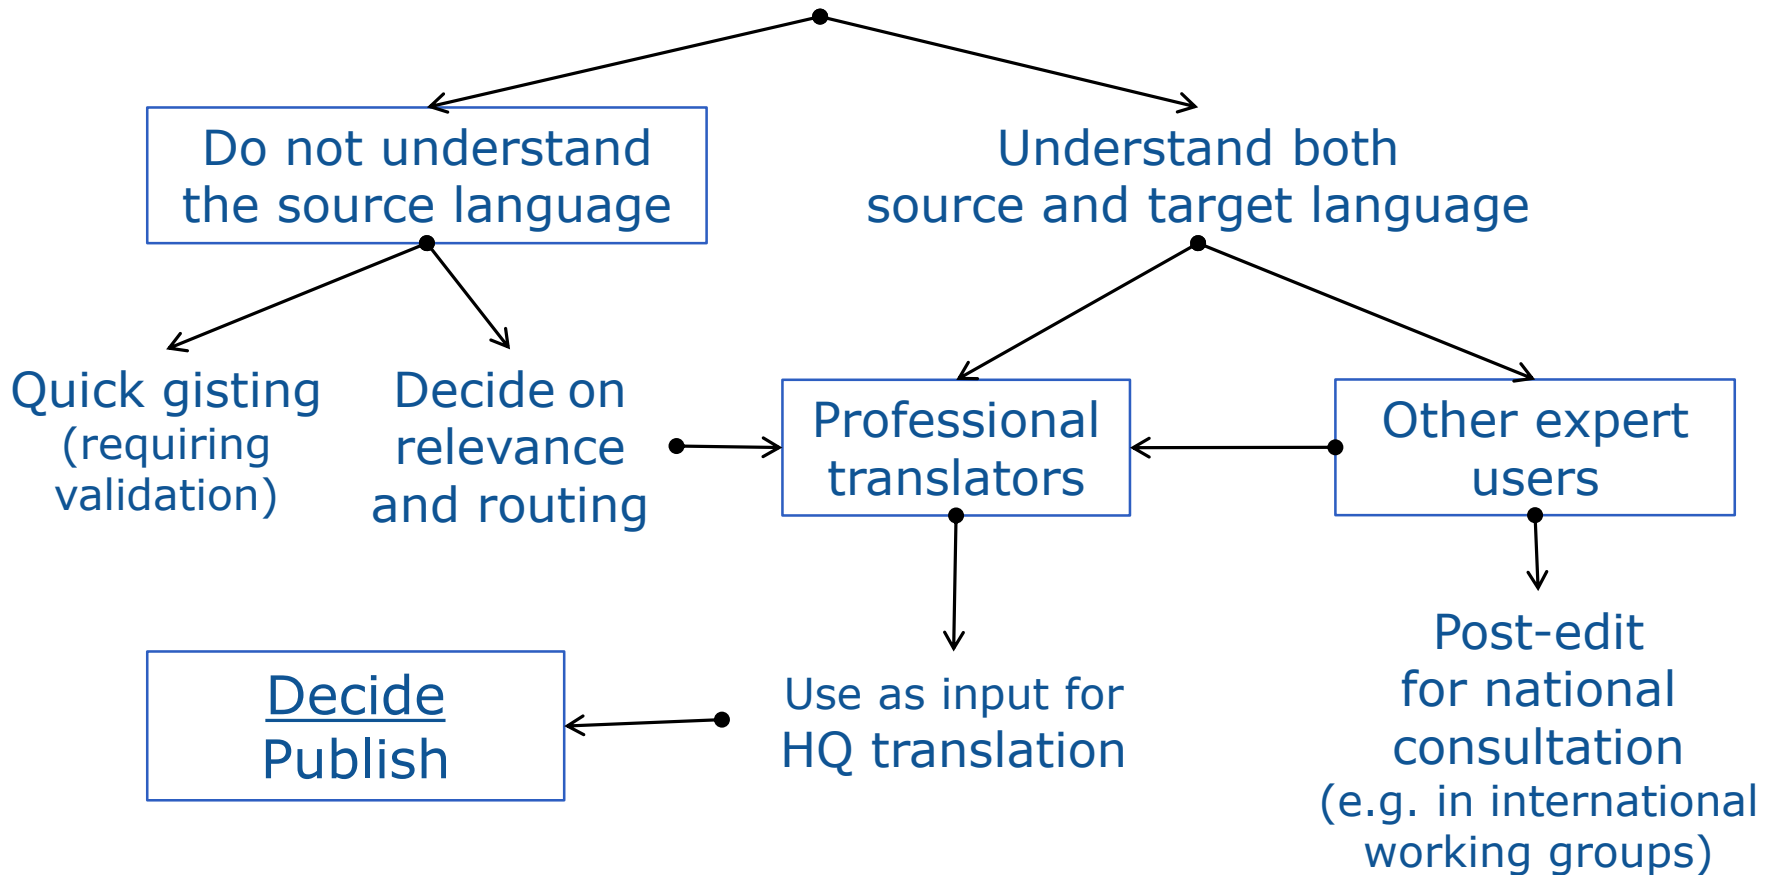 Do not understand
the source language
Understand both
source and target language
Quick gisting
(requiring
validation)
Decide on
relevance
and routing
Professional
translators
Other expert
users
Decide
Publish
Use as input for
HQ translation
Post-edit
for national
consultation
(e.g. in international
working groups)